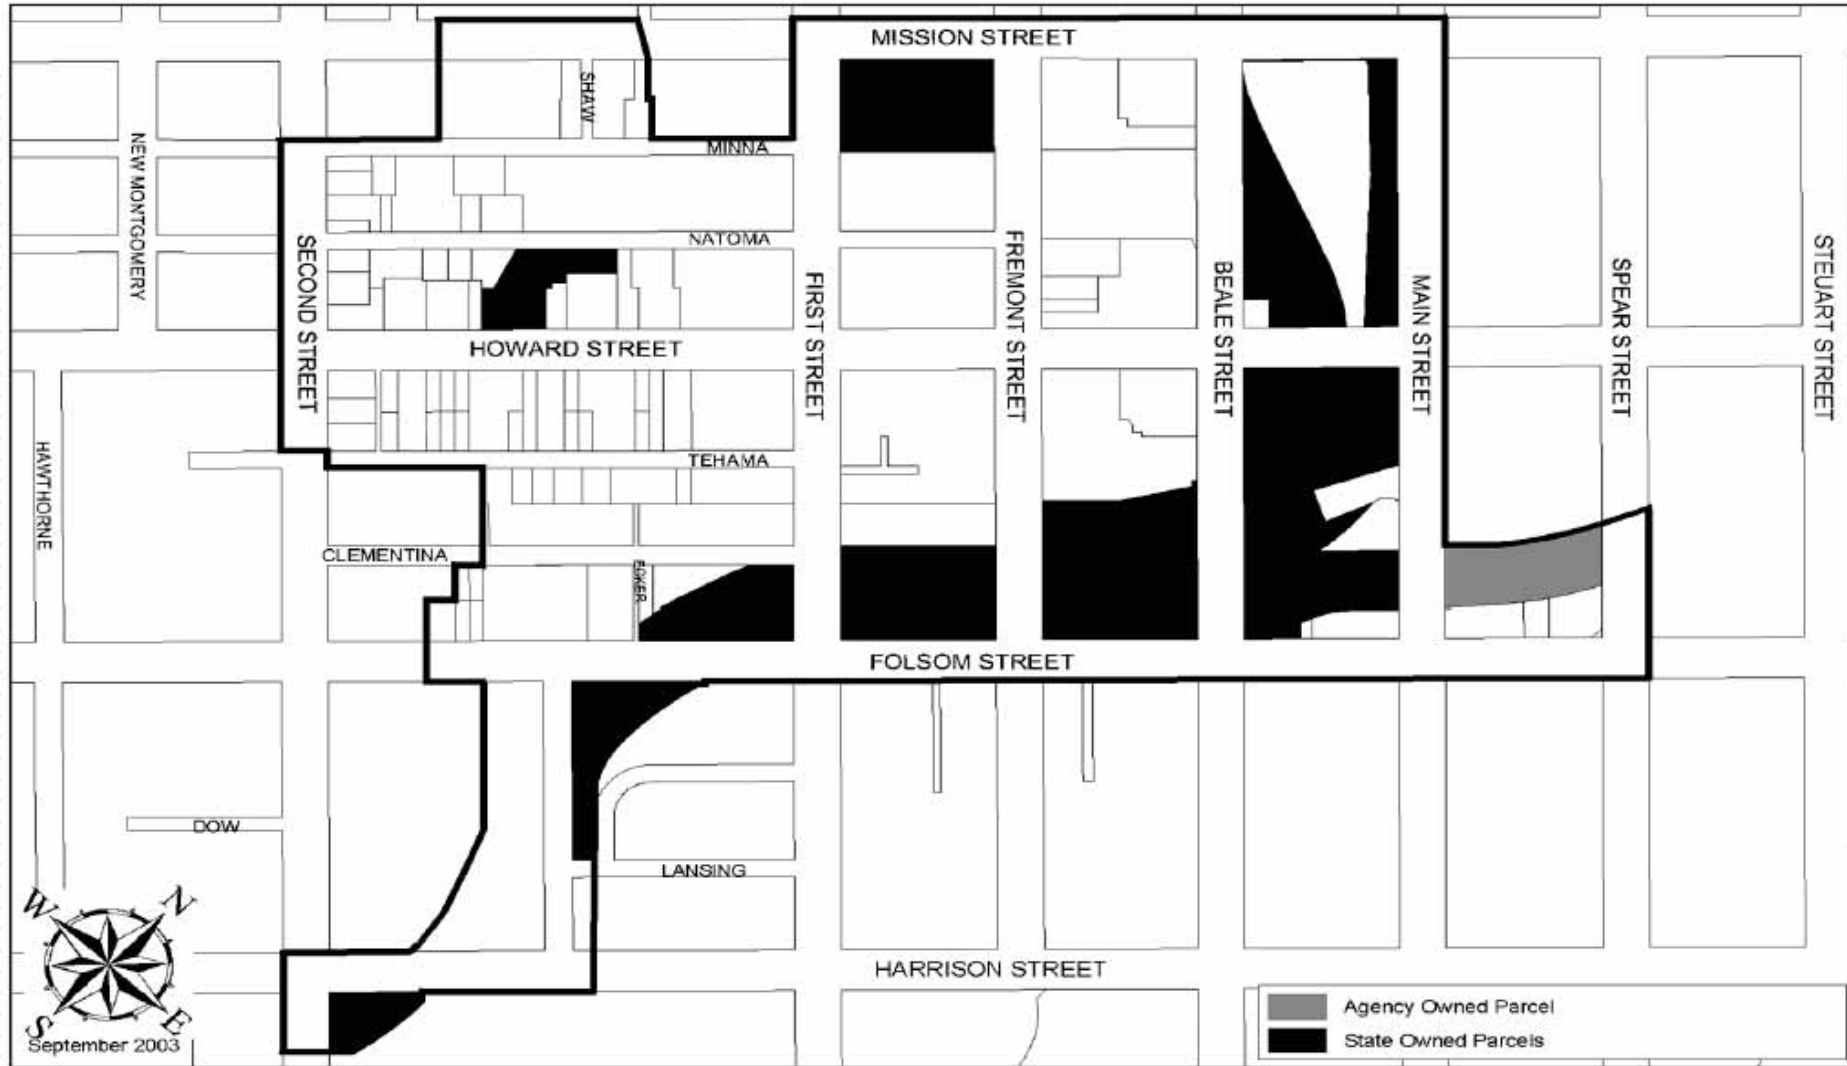 MISSION STREET
SHAW
MINNA
NEW MONTGOMERY
NATOMA
SECOND STREET
FIRST STREET
FREMONT STREET
BEALE STREET
MAIN STREET
SPEAR STREET
STEUART STREET
HOWARD STREET
HAWTHORNE
TEHAMA
CLEMENTINA
ECKER
FOLSOM STREET
DOW
LANSING
W
N
S
E
HARRISON STREET
September 2003
Agency Owned Parcel
State Owned Parcels